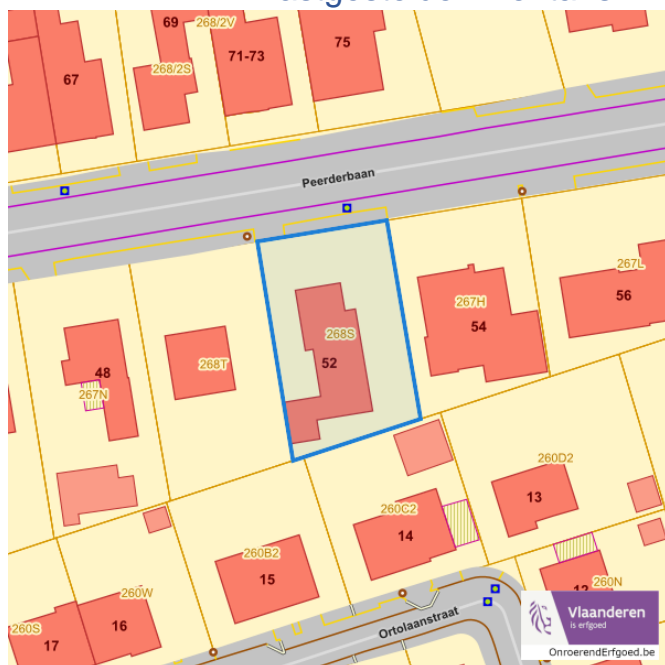 69
268/2V
75
71-73
67
268/2S
Peerderbaan
267L
56
267H
54
268S
52
268T
48
267N
260D2
13
260C2
14
260B2
15
260N
260W
16
260S
17
Ortolaanstraat
Vlaanderen
is erfgoed
OnroerendErfgoed.be